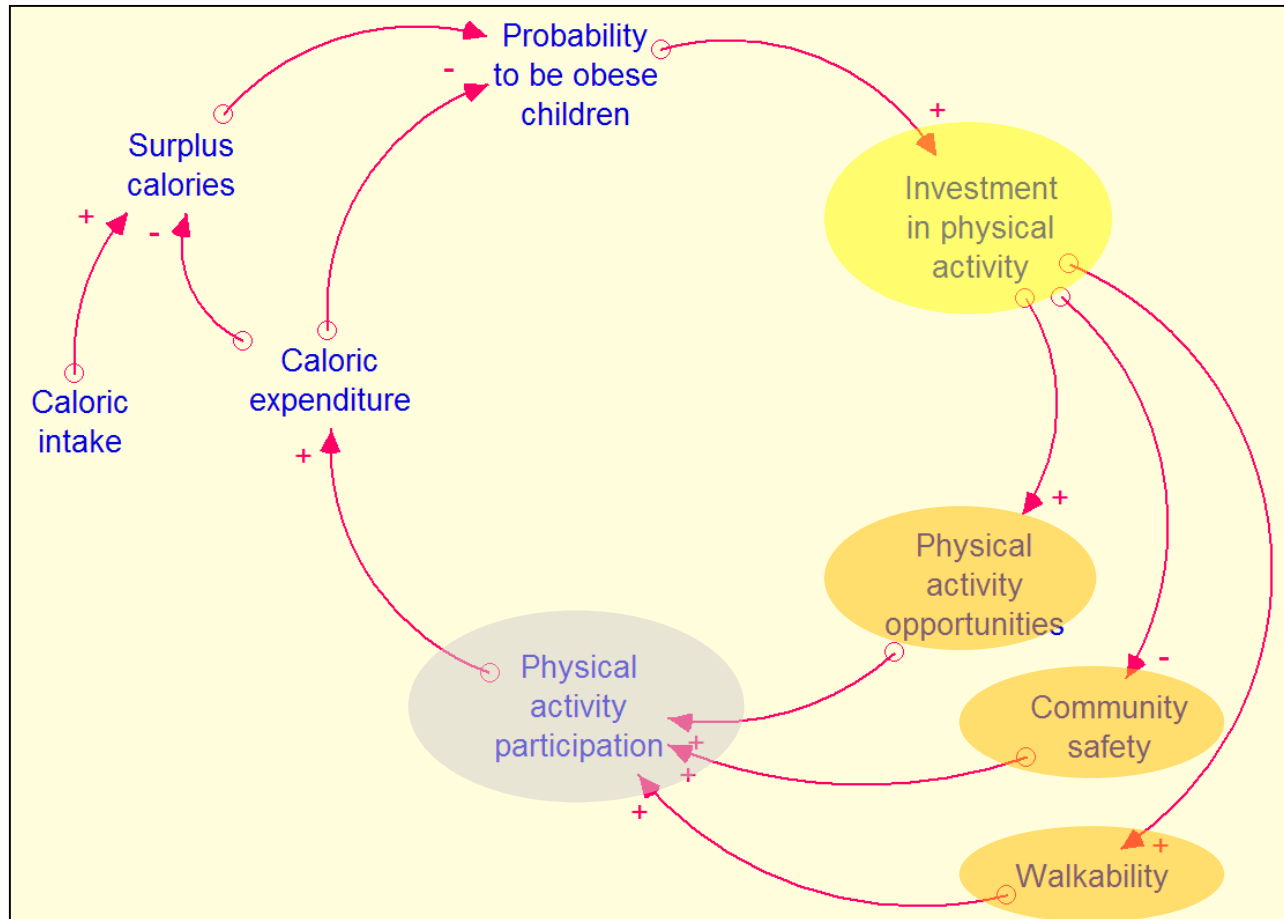 Probability
to be obese
children
-
+
Surplus
calories
Investment
in physical
activity
+
-
Caloric
expenditure
Caloric
intake
+
+
Physical
activity
opportunities
Physical
activity
participation
-
Community
safety
+
+
+
+
Walkability